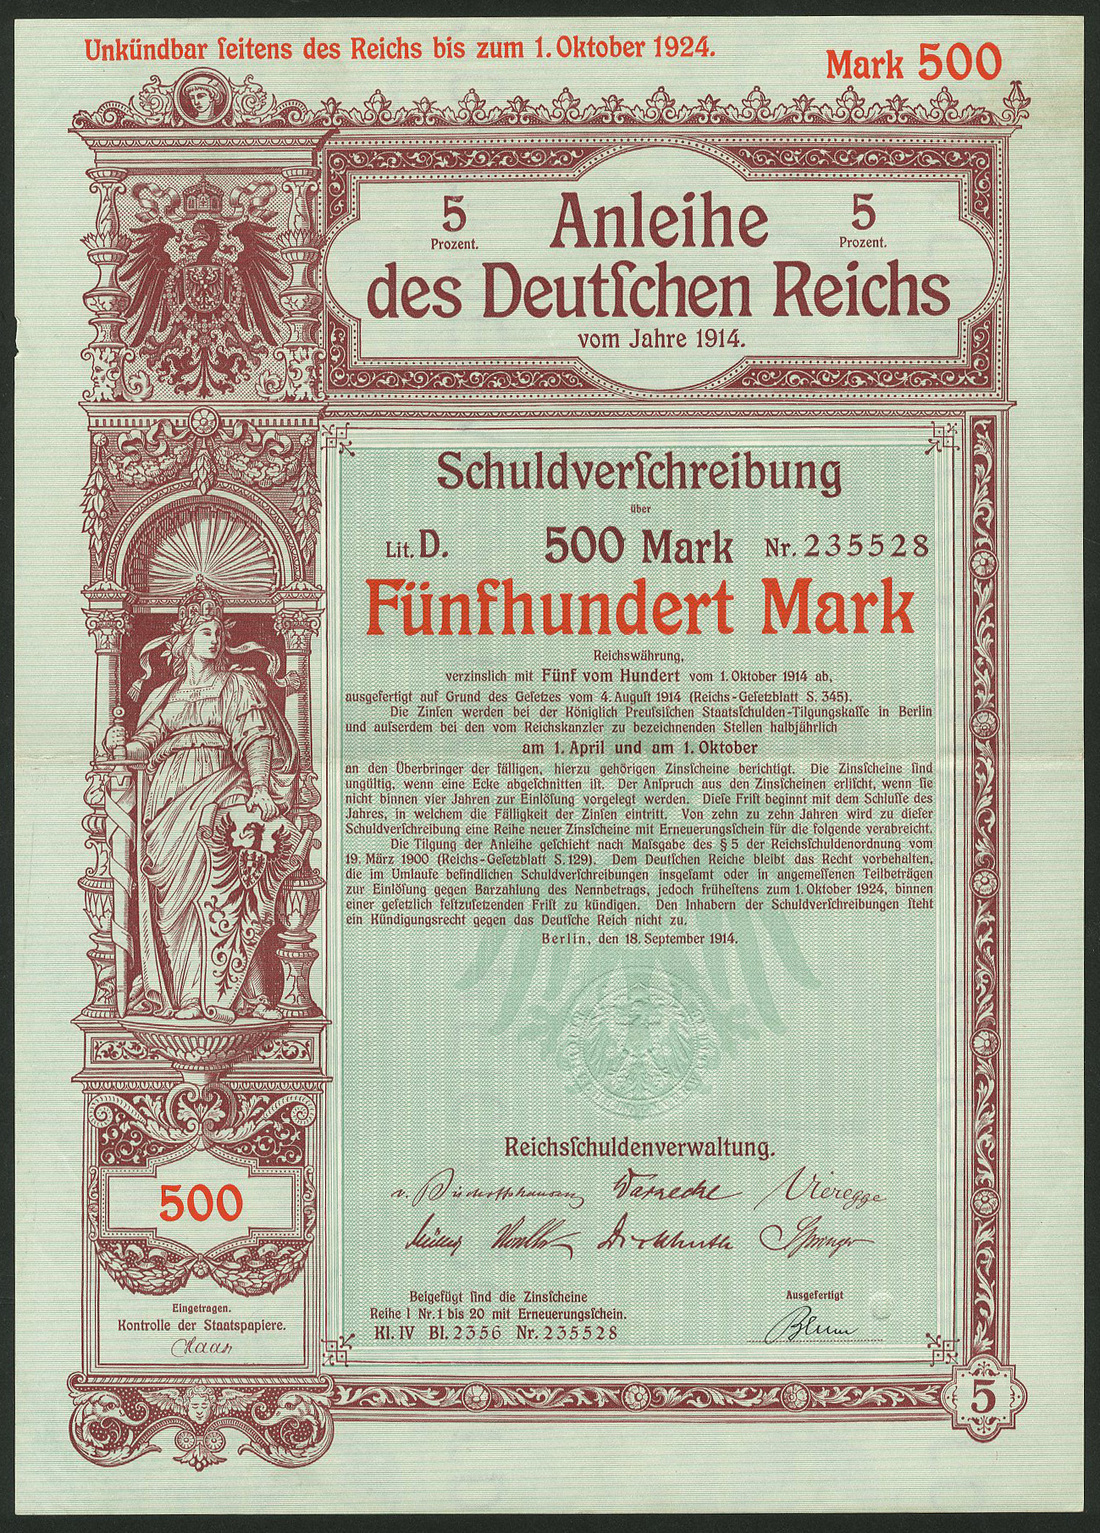 Unkündbar ſeitens des Reichs bis zum 1. Oktober 1924.
Mark 500
5 Prozent.
Anleihe
5 Prozent.
des Deutſchen Reichs
vom Jahre 1914.
Schuldverſchreibung
über
Lit. D. 500 Mark Nr. 235528
Fünfhundert Mark
Reichswährung,
verzinslich mit Fünf vom Hundert vom 1. Oktober 1914 ab,
ausgefertigt auf Grund des Geſetzes vom 4. Auguſt 1914 (Reichs-Geſetzblatt S. 345).
Die Zinſen werden bei der Königlich Preuſsiſchen Staatsſchulden-Tilgungskaſſe in Berlin
und auſserdem bei den vom Reichskanzler zu bezeichnenden Stellen halbjährlich
am 1. April und am 1. Oktober
an den Überbringer der fälligen, hierzu gehörigen Zinsſcheine berichtigt. Die Zinsſcheine ſind
ungültig, wenn eine Ecke abgeſchnitten iſt. Der Anſpruch aus den Zinsſcheinen erliſcht, wenn ſie
nicht binnen vier Jahren zur Einlöſung vorgelegt werden. Dieſe Friſt beginnt mit dem Schluſſe des
Jahres, in welchem die Fälligkeit der Zinſen eintritt. Von zehn zu zehn Jahren wird zu dieſer
Schuldverſchreibung eine Reihe neuer Zinsſcheine mit Erneuerungsſchein für die folgende verabreicht.
Die Tilgung der Anleihe geſchieht nach Maſsgabe des § 5 der Reichsſchuldenordnung vom
19. März 1900 (Reichs-Geſetzblatt S. 129). Dem Deutſchen Reiche bleibt das Recht vorbehalten,
die im Umlaufe befindlichen Schuldverſchreibungen insgeſamt oder in angemeſſenen Teilbeträgen
zur Einlöſung gegen Barzahlung des Nennbetrags, jedoch früheſtens zum 1. Oktober 1924, binnen
einer geſetzlich feſtzuſetzenden Friſt zu kündigen. Den Inhabern der Schuldverſchreibungen ſteht
ein Kündigungsrecht gegen das Deutſche Reich nicht zu.
Berlin, den 18. September 1914.
Reichsſchuldenverwaltung.
v. Bischoffshausen Warnecke Vieregge
Müller Dickhuth Springer
500
Eingetragen.
Kontrolle der Staatspapiere.
Haas
Beigefügt ſind die Zinsſcheine
Reihe I Nr. 1 bis 20 mit Erneuerungsſchein.
Kl. IV Bl. 2356 Nr. 235528
Ausgefertigt
Blum
5